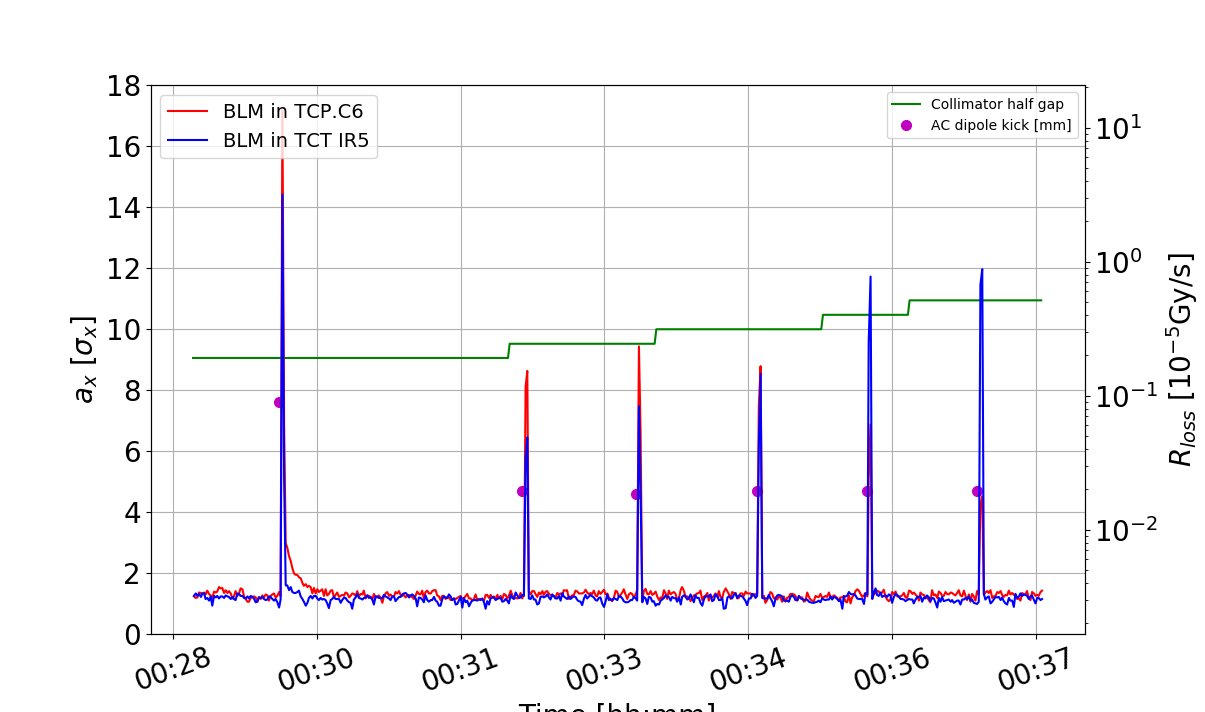 BLM in TCP.C6
BLM in TCT IR5
Collimator half gap
AC dipole kick [mm]
18
16
14
12
10
8
6
4
2
0
a_x [σ_x]
10^1
10^0
10^-1
10^-2
R_loss [10^-5Gy/s]
00:28 00:30 00:31 00:33 00:34 00:36 00:37
Time [hh:mm]